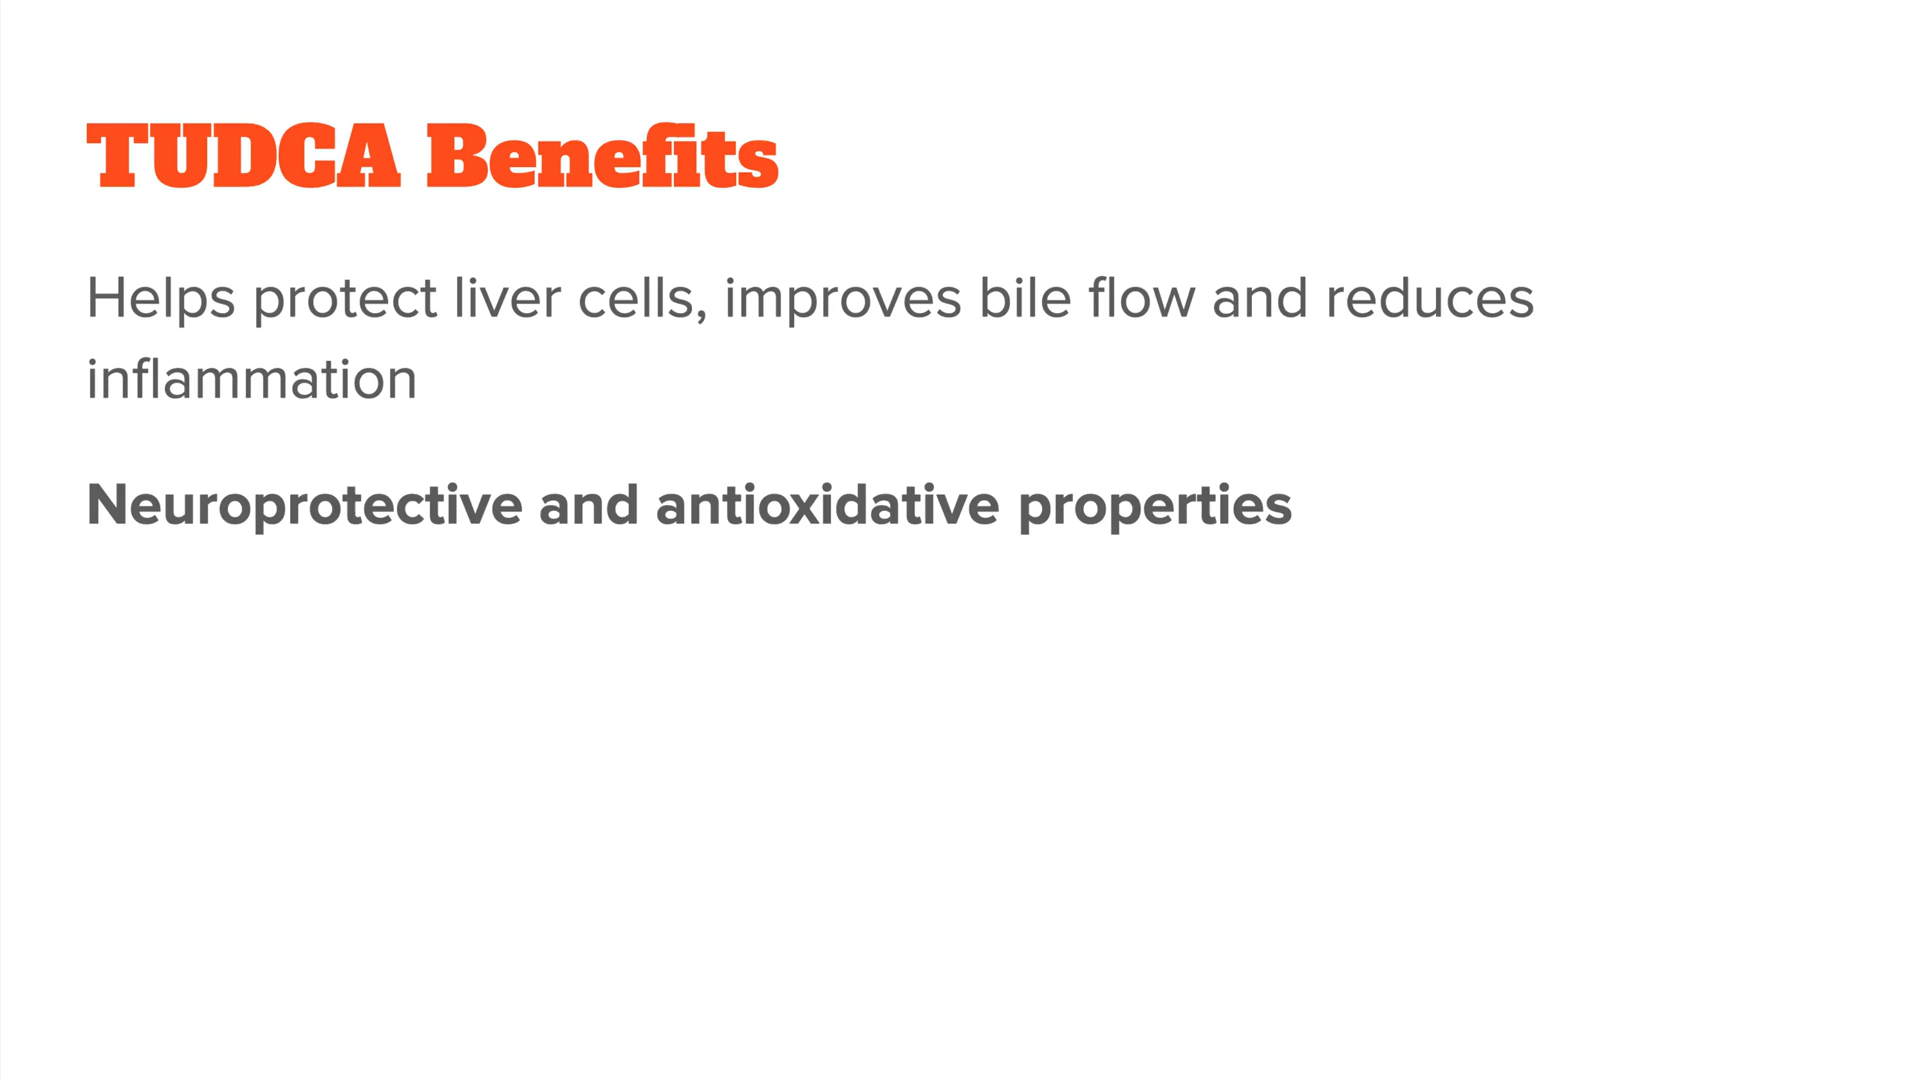 TUDCA Benefits
Helps protect liver cells, improves bile flow and reduces
inflammation
Neuroprotective and antioxidative properties